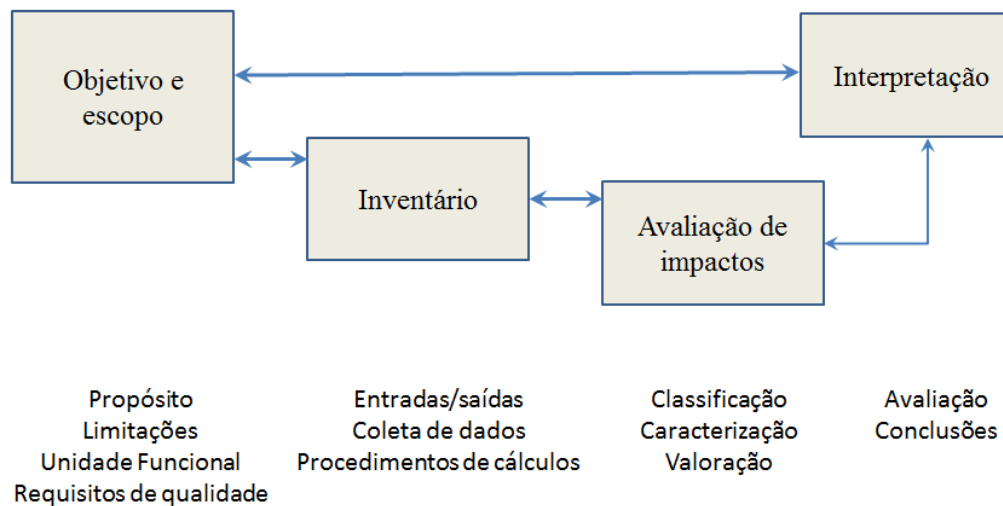 Objetivo e
escopo
Interpretação
Inventário
Avaliação de
impactos
Propósito
Limitações
Unidade Funcional
Requisitos de qualidade
Entradas/saídas
Coleta de dados
Procedimentos de cálculos
Classificação
Caracterização
Valoração
Avaliação
Conclusões